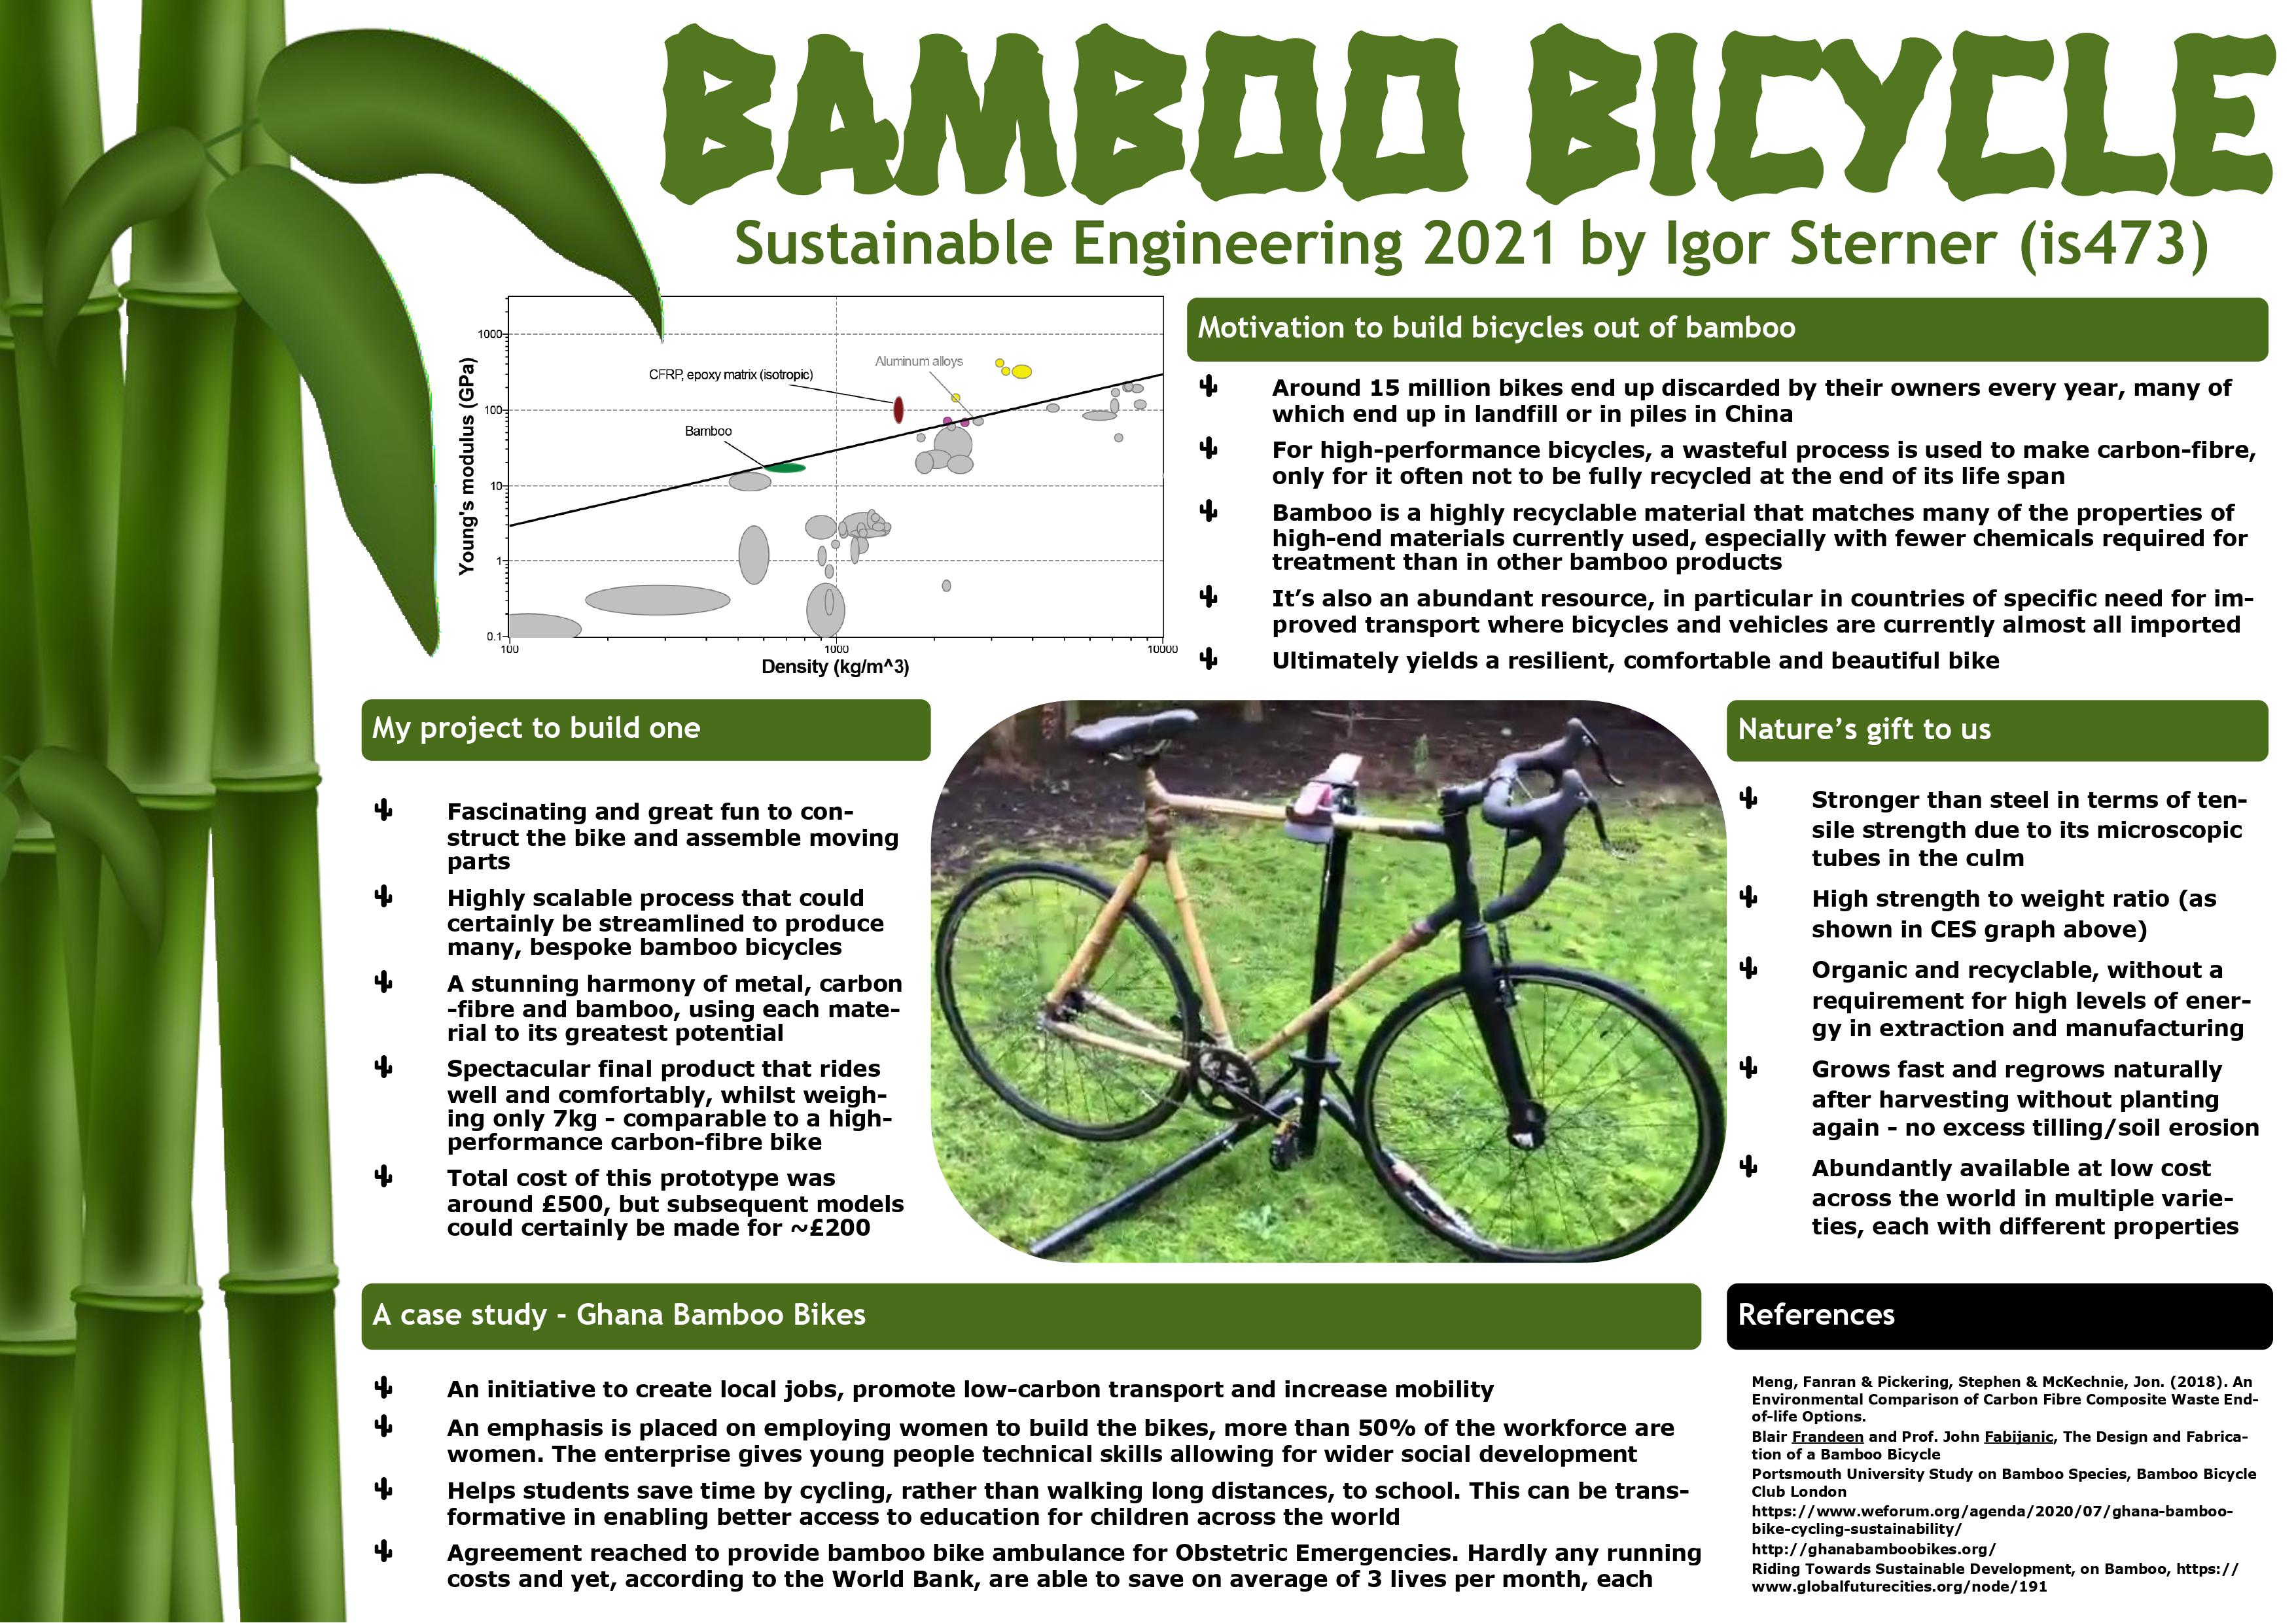 BAMBOO BICYCLE
Sustainable Engineering 2021 by Igor Sterner (is473)
Young's modulus (GPa)
1000
100
10
1
0.1
CFRP, epoxy matrix (isotropic)
Aluminum alloys
Bamboo
100
1000
10000
Density (kg/m^3)
Motivation to build bicycles out of bamboo
Around 15 million bikes end up discarded by their owners every year, many of
which end up in landfill or in piles in China
For high-performance bicycles, a wasteful process is used to make carbon-fibre,
only for it often not to be fully recycled at the end of its life span
Bamboo is a highly recyclable material that matches many of the properties of
high-end materials currently used, especially with fewer chemicals required for
treatment than in other bamboo products
It’s also an abundant resource, in particular in countries of specific need for im-
proved transport where bicycles and vehicles are currently almost all imported
Ultimately yields a resilient, comfortable and beautiful bike
My project to build one
Fascinating and great fun to con-
struct the bike and assemble moving
parts
Highly scalable process that could
certainly be streamlined to produce
many, bespoke bamboo bicycles
A stunning harmony of metal, carbon
-fibre and bamboo, using each mate-
rial to its greatest potential
Spectacular final product that rides
well and comfortably, whilst weigh-
ing only 7kg - comparable to a high-
performance carbon-fibre bike
Total cost of this prototype was
around £500, but subsequent models
could certainly be made for ~£200
Nature’s gift to us
Stronger than steel in terms of ten-
sile strength due to its microscopic
tubes in the culm
High strength to weight ratio (as
shown in CES graph above)
Organic and recyclable, without a
requirement for high levels of ener-
gy in extraction and manufacturing
Grows fast and regrows naturally
after harvesting without planting
again - no excess tilling/soil erosion
Abundantly available at low cost
across the world in multiple varie-
ties, each with different properties
A case study - Ghana Bamboo Bikes
An initiative to create local jobs, promote low-carbon transport and increase mobility
An emphasis is placed on employing women to build the bikes, more than 50% of the workforce are
women. The enterprise gives young people technical skills allowing for wider social development
Helps students save time by cycling, rather than walking long distances, to school. This can be trans-
formative in enabling better access to education for children across the world
Agreement reached to provide bamboo bike ambulance for Obstetric Emergencies. Hardly any running
costs and yet, according to the World Bank, are able to save on average of 3 lives per month, each
References
Meng, Fanran & Pickering, Stephen & McKechnie, Jon. (2018). An
Environmental Comparison of Carbon Fibre Composite Waste End-
of-life Options.
Blair Frandeen and Prof. John Fabijanic, The Design and Fabrica-
tion of a Bamboo Bicycle
Portsmouth University Study on Bamboo Species, Bamboo Bicycle
Club London
https://www.weforum.org/agenda/2020/07/ghana-bamboo-
bike-cycling-sustainability/
http://ghanabamboobikes.org/
Riding Towards Sustainable Development, on Bamboo, https://
www.globalfuturecities.org/node/191